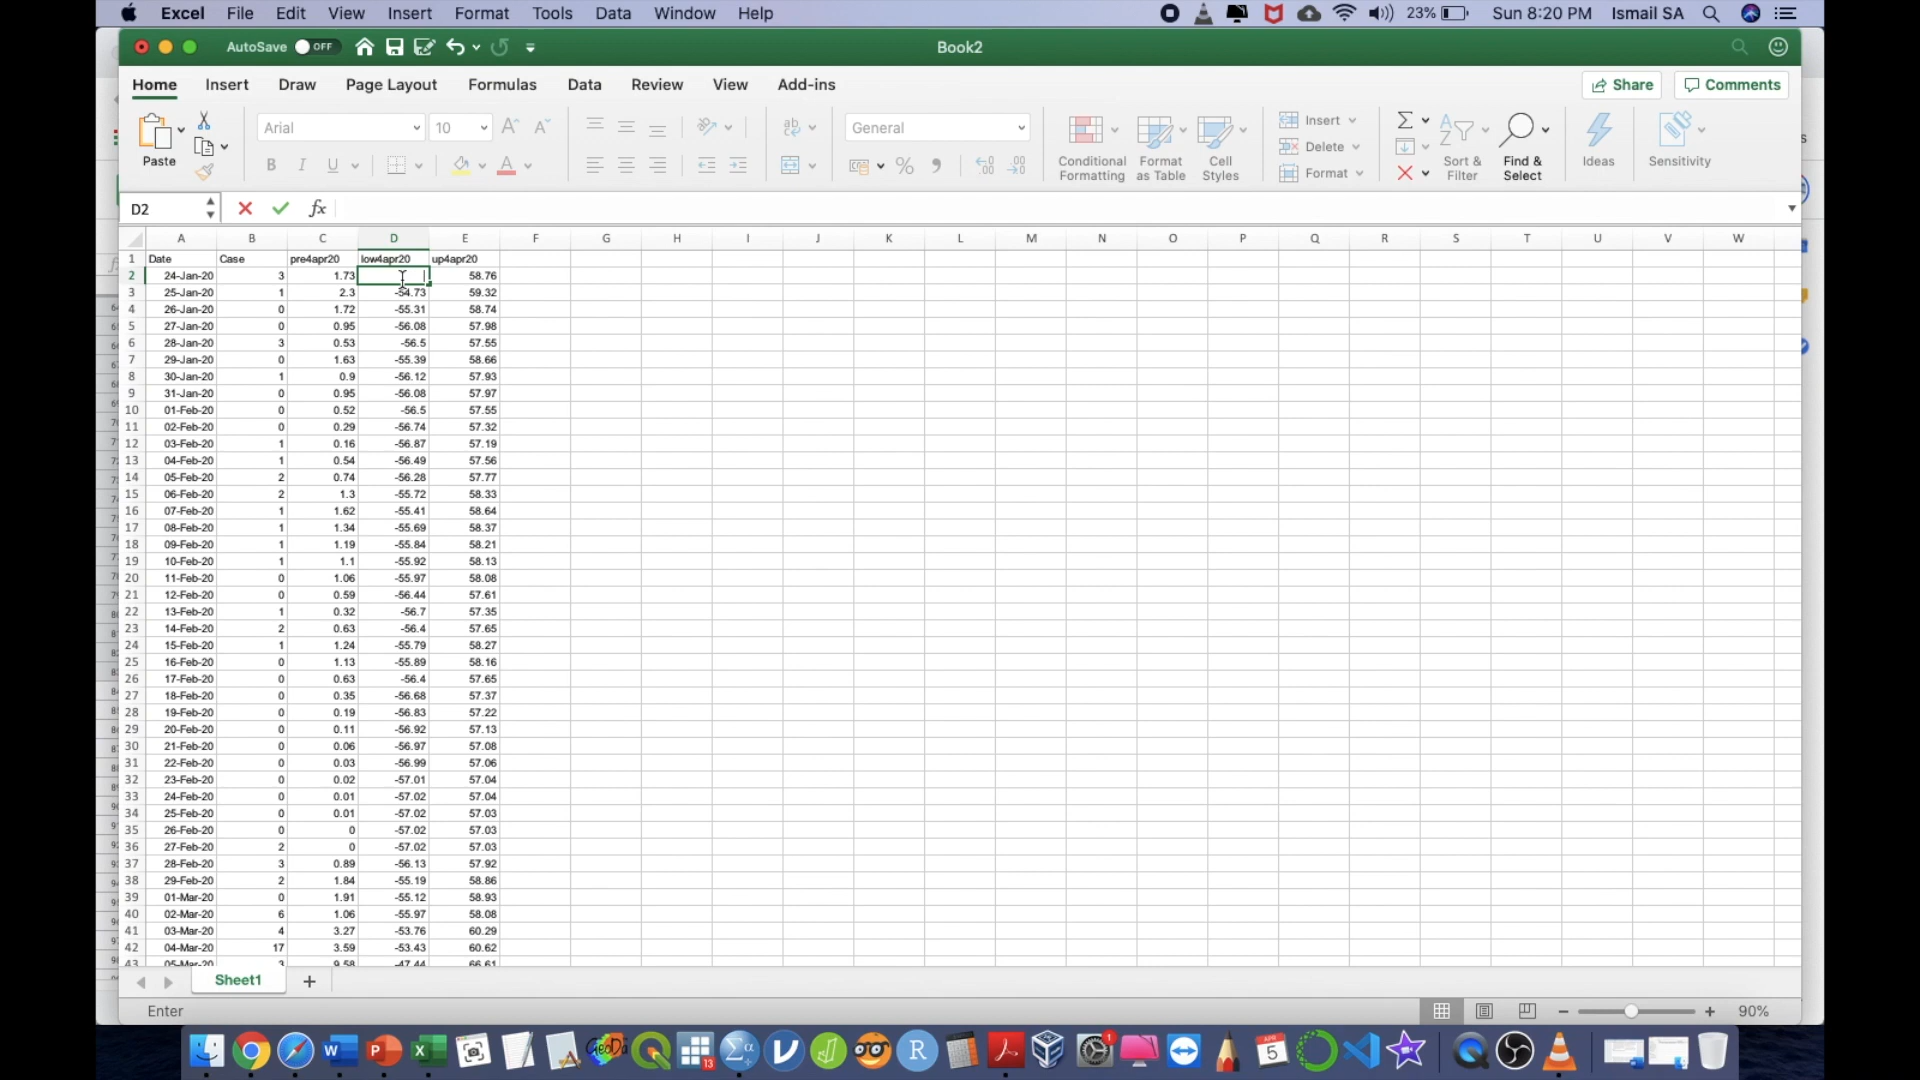 Excel File Edit View Insert Format Tools Data Window Help 23% Sun 8:20 PM Ismail SA
AutoSave OFF Book2
Home Insert Draw Page Layout Formulas Data Review View Add-ins Share Comments
Paste Arial 10 General Conditional Formatting Format as Table Cell Styles Insert Delete Format Sort & Filter Find & Select Ideas Sensitivity
D2 fx
A B C D E F G H I J K L M N O P Q R S T U V W
1 Date Case pre4apr20 low4apr20 up4apr20
2 24-Jan-20 3 1.73 58.76
3 25-Jan-20 1 2.3 -54.73 59.32
4 26-Jan-20 0 1.72 -55.31 58.74
5 27-Jan-20 0 0.95 -56.08 57.98
6 28-Jan-20 3 0.53 -56.5 57.55
7 29-Jan-20 0 1.63 -55.39 58.66
8 30-Jan-20 1 0.9 -56.12 57.93
9 31-Jan-20 0 0.95 -56.08 57.97
10 01-Feb-20 0 0.52 -56.5 57.55
11 02-Feb-20 0 0.29 -56.74 57.32
12 03-Feb-20 1 0.16 -56.87 57.19
13 04-Feb-20 1 0.54 -56.49 57.56
14 05-Feb-20 2 0.74 -56.28 57.77
15 06-Feb-20 2 1.3 -55.72 58.33
16 07-Feb-20 1 1.62 -55.41 58.64
17 08-Feb-20 1 1.34 -55.69 58.37
18 09-Feb-20 1 1.19 -55.84 58.21
19 10-Feb-20 1 1.1 -55.92 58.13
20 11-Feb-20 0 1.06 -55.97 58.08
21 12-Feb-20 0 0.59 -56.44 57.61
22 13-Feb-20 1 0.32 -56.7 57.35
23 14-Feb-20 2 0.63 -56.4 57.65
24 15-Feb-20 1 1.24 -55.79 58.27
25 16-Feb-20 0 1.13 -55.89 58.16
26 17-Feb-20 0 0.63 -56.4 57.65
27 18-Feb-20 0 0.35 -56.68 57.37
28 19-Feb-20 0 0.19 -56.83 57.22
29 20-Feb-20 0 0.11 -56.92 57.13
30 21-Feb-20 0 0.06 -56.97 57.08
31 22-Feb-20 0 0.03 -56.99 57.06
32 23-Feb-20 0 0.02 -57.01 57.04
33 24-Feb-20 0 0.01 -57.02 57.04
34 25-Feb-20 0 0.01 -57.02 57.03
35 26-Feb-20 0 0 -57.02 57.03
36 27-Feb-20 2 0 -57.02 57.03
37 28-Feb-20 3 0.89 -56.13 57.92
38 29-Feb-20 2 1.84 -55.19 58.86
39 01-Mar-20 0 1.91 -55.12 58.93
40 02-Mar-20 6 1.06 -55.97 58.08
41 03-Mar-20 4 3.27 -53.76 60.29
42 04-Mar-20 17 3.59 -53.43 60.62
43 05-Mar-20 3 9.58 -47.44 66.61
Sheet1
Enter 90%